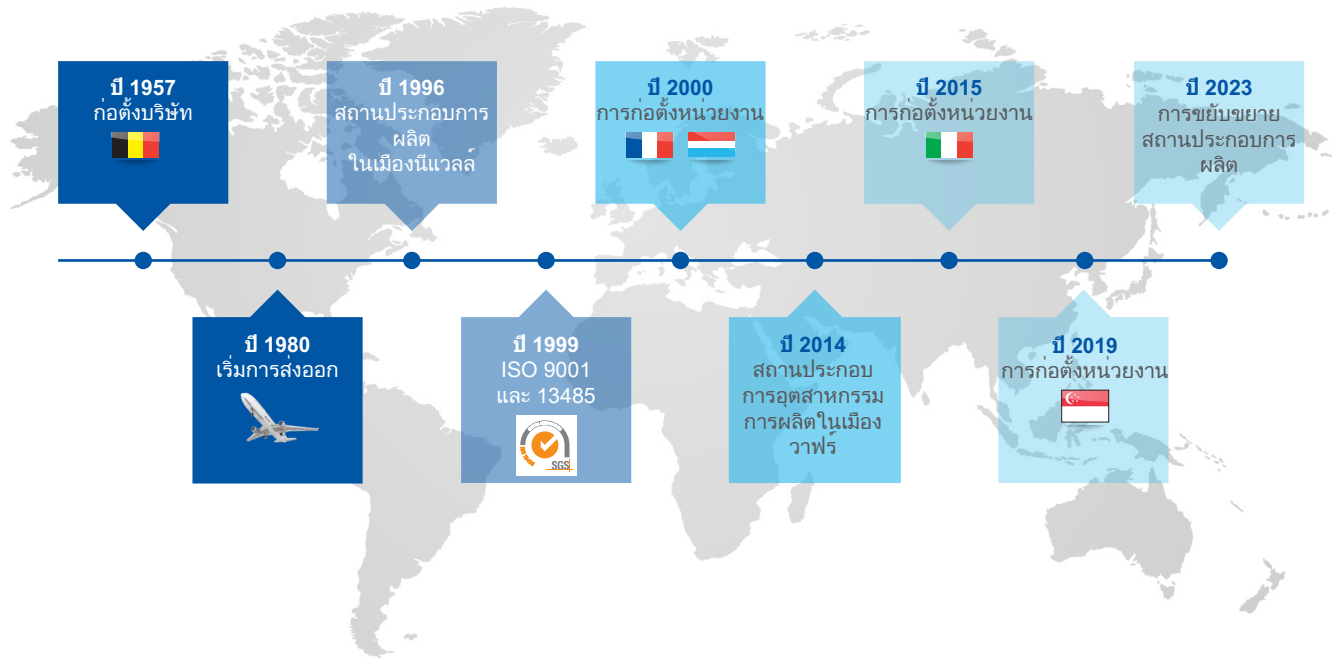 ปี 1957
ก่อตั้งบริษัท
ปี 1980
เริ่มการส่งออก
ปี 1996
สถานประกอบการ
ผลิต
ในเมืองนีแวลล์
ปี 1999
ISO 9001
และ 13485
SGS
ปี 2000
การก่อตั้งหน่วยงาน
ปี 2014
สถานประกอบ
การอุตสาหกรรม
การผลิตในเมือง
วาฟร์
ปี 2015
การก่อตั้งหน่วยงาน
ปี 2019
การก่อตั้งหน่วยงาน
ปี 2023
การขยับขยาย
สถานประกอบการ
ผลิต